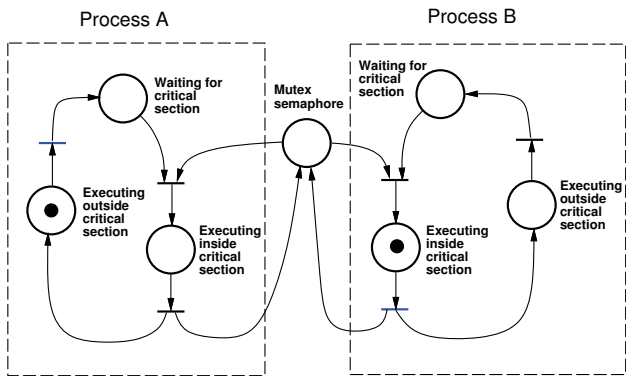 Process A
Process B
Waiting for
critical
section
Mutex
semaphore
Waiting for
critical
section
Executing
outside
critical
section
Executing
inside
critical
section
Executing
inside
critical
section
Executing
outside
critical
section